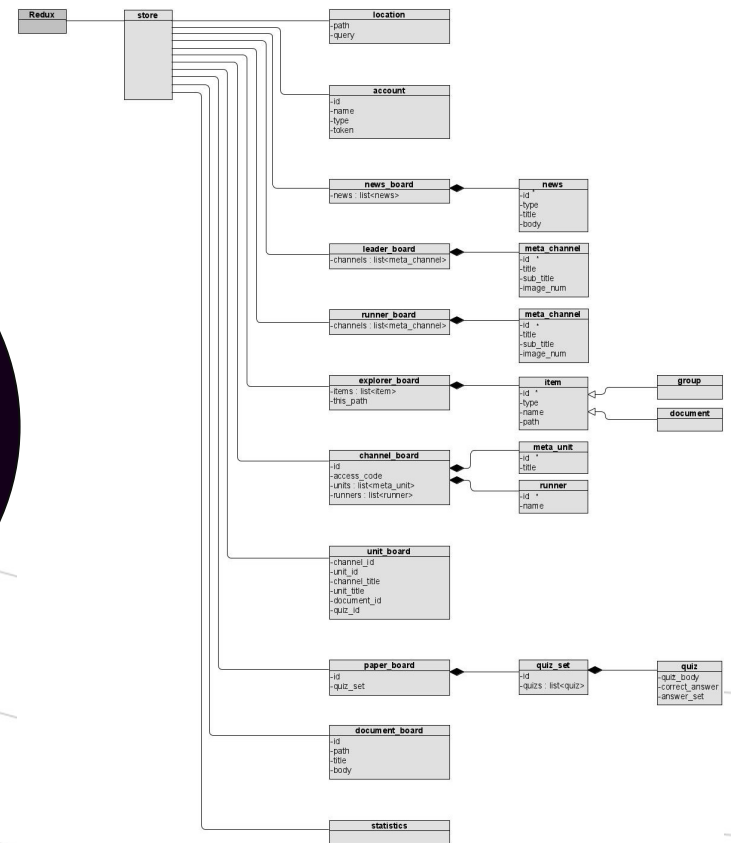 Redux
store
location
-path
-query
account
-id
-name
-type
-token
news_board
-news : list<news>
news
-id *
-type
-title
-body
leader_board
-channels : list<meta_channel>
meta_channel
-id *
-title
-sub_title
-image_num
runner_board
-channels : list<meta_channel>
meta_channel
-id *
-title
-sub_title
-image_num
explorer_board
-items : list<item>
-this_path
item
-id *
-type
-name
-path
group
document
channel_board
-id
-access_code
-units : list<meta_unit>
-runners : list<runner>
meta_unit
-id *
-title
runner
-id *
-name
unit_board
-channel_id
-unit_id
-channel_title
-unit_title
-document_id
-quiz_id
paper_board
-id
-quiz_set
quiz_set
-id
-quizs : list<quiz>
quiz
-quiz_body
-correct_answer
-answer_set
document_board
-id
-path
-title
-body
statistics